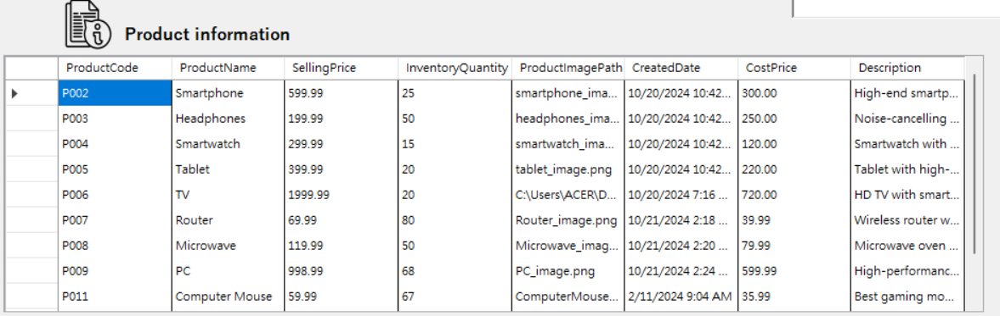 Product information
ProductCode ProductName SellingPrice InventoryQuantity ProductImagePath CreatedDate CostPrice Description
P002 Smartphone 599.99 25 smartphone_ima... 10/20/2024 10:42... 300.00 High-end smartp...
P003 Headphones 199.99 50 headphones_ima... 10/20/2024 10:42... 250.00 Noise-cancelling ...
P004 Smartwatch 299.99 15 smartwatch_ima... 10/20/2024 10:42... 120.00 Smartwatch with ...
P005 Tablet 399.99 20 tablet_image.png 10/20/2024 10:42... 220.00 Tablet with high-...
P006 TV 1999.99 20 C:\Users\ACER\D... 10/20/2024 7:16 ... 720.00 HD TV with smart...
P007 Router 69.99 80 Router_image.png 10/21/2024 2:18 ... 39.99 Wireless router w...
P008 Microwave 119.99 50 Microwave_imag... 10/21/2024 2:20 ... 79.99 Microwave oven ...
P009 PC 998.99 68 PC_image.png 10/21/2024 2:24 ... 599.99 High-performanc...
P011 Computer Mouse 59.99 67 ComputerMouse... 2/11/2024 9:04 AM 35.99 Best gaming mo...